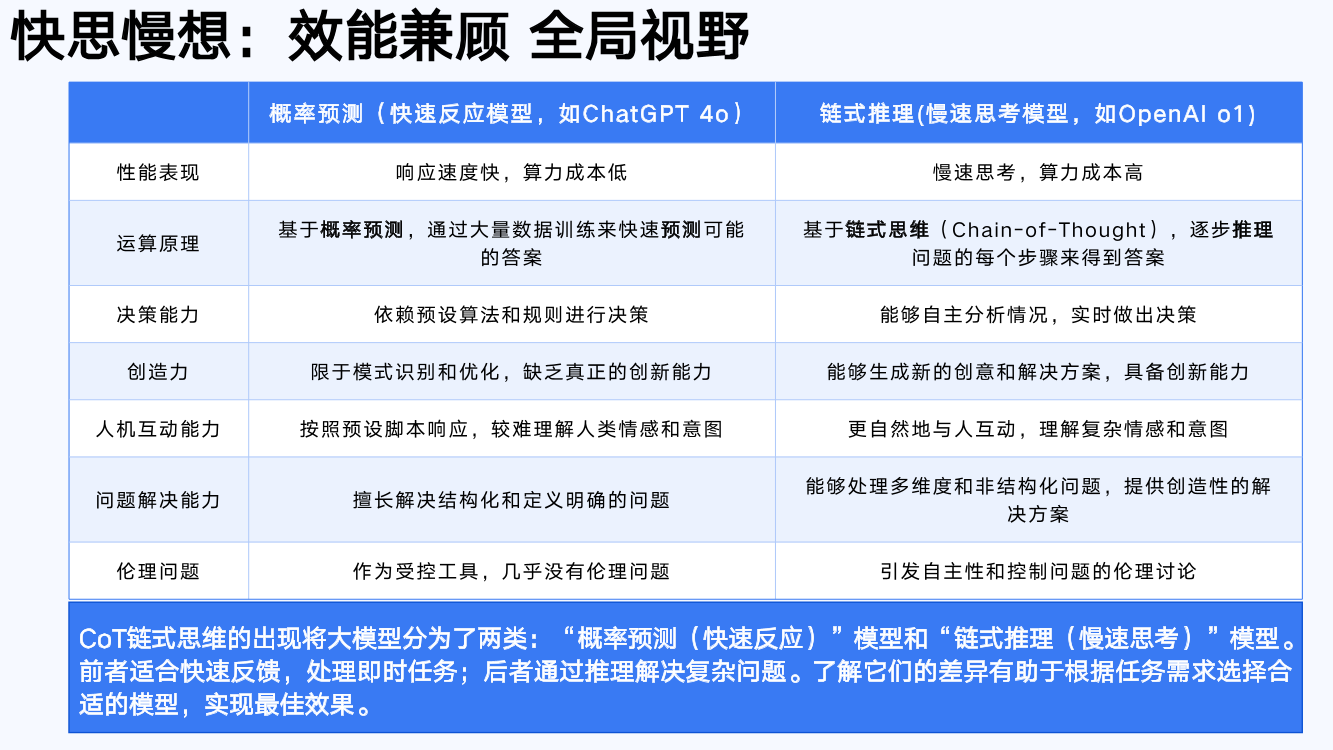 快思慢想：效能兼顾 全局视野
概率预测（快速反应模型，如ChatGPT 4o）
链式推理(慢速思考模型，如OpenAI o1)
性能表现
响应速度快，算力成本低
慢速思考，算力成本高
运算原理
基于概率预测，通过大量数据训练来快速预测可能
的答案
基于链式思维（Chain-of-Thought），逐步推理
问题的每个步骤来得到答案
决策能力
依赖预设算法和规则进行决策
能够自主分析情况，实时做出决策
创造力
限于模式识别和优化，缺乏真正的创新能力
能够生成新的创意和解决方案，具备创新能力
人机互动能力
按照预设脚本响应，较难理解人类情感和意图
更自然地与人互动，理解复杂情感和意图
问题解决能力
擅长解决结构化和定义明确的问题
能够处理多维度和非结构化问题，提供创造性的解
决方案
伦理问题
作为受控工具，几乎没有伦理问题
引发自主性和控制问题的伦理讨论
CoT链式思维的出现将大模型分为了两类：“概率预测（快速反应）”模型和“链式推理（慢速思考）”模型。
前者适合快速反馈，处理即时任务；后者通过推理解决复杂问题。了解它们的差异有助于根据任务需求选择合
适的模型，实现最佳效果。